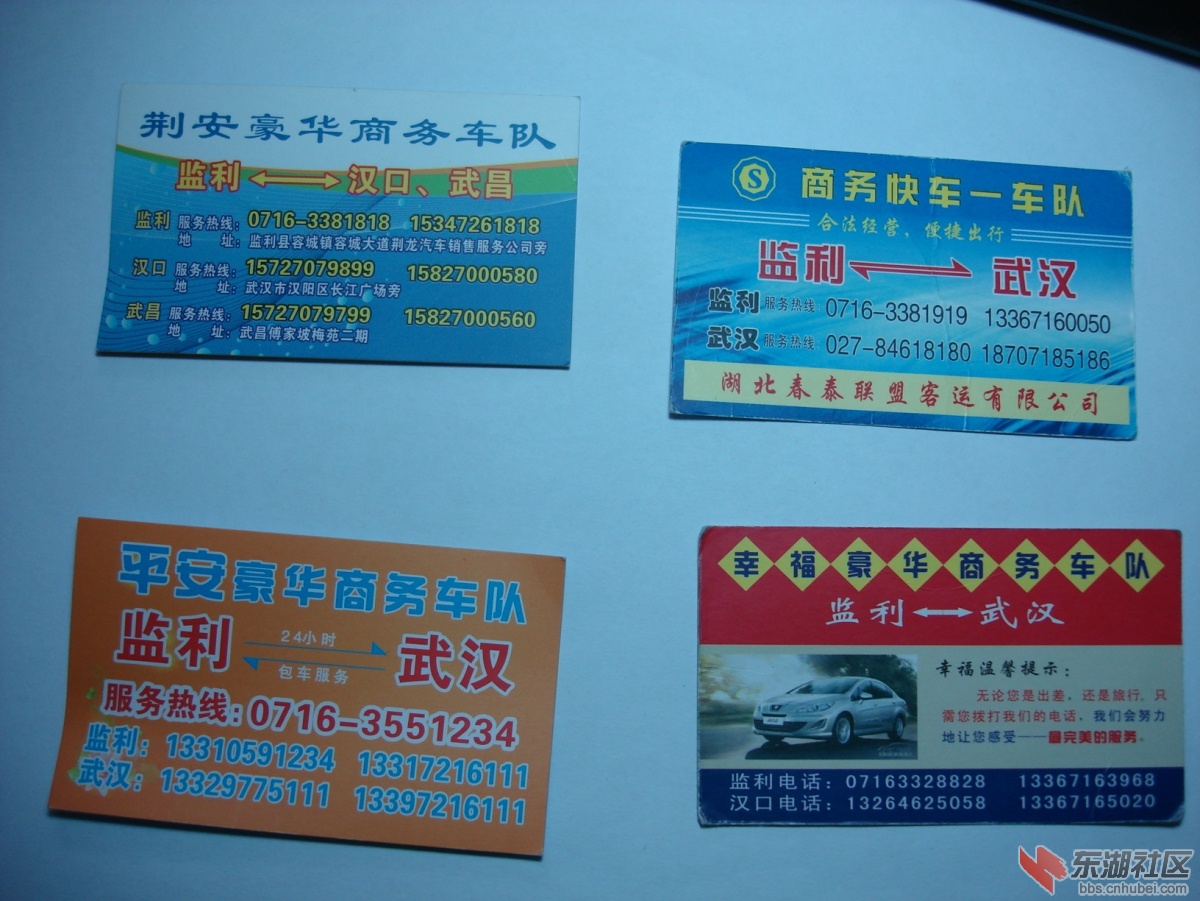 荆安豪华商务车队
监利 汉口、武昌
监利 服务热线: 0716-3381818 15347261818
地 址: 监利县容城镇容城大道荆龙汽车销售服务公司旁
汉口 服务热线: 15727079899 15827000580
地 址: 武汉市汉阳区长江广场旁
武昌 服务热线: 15727079799 15827000560
地 址: 武昌傅家坡梅苑二期
S
商务快车一车队
合法经营、便捷出行
监利 武汉
监利 服务热线: 0716-3381919 13367160050
武汉 服务热线: 027-84618180 18707185186
湖北春泰联盟客运有限公司
平安豪华商务车队
监利 24小时 武汉
包车服务
服务热线: 0716-3551234
监利: 13310591234 13317216111
武汉: 13329775111 13397216111
幸福豪华商务车队
监利 武汉
幸福温馨提示:
无论您是出差, 还是旅行, 只
需您拨打我们的电话, 我们会努力
地让您感受——最完美的服务。
监利电话: 07163328828 13367163968
汉口电话: 13264625058 13367165020
东湖社区
bbs.cnhubei.com